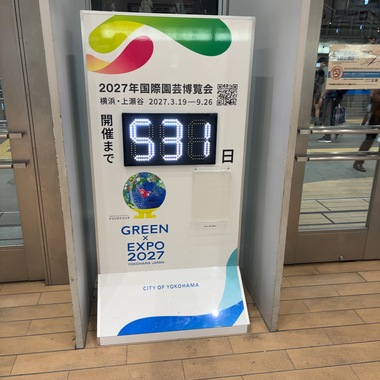 2027年国際園芸博覧会
横浜・上瀬谷 2027.3.19—9.26
開催まで
531
日
GREEN
×
EXPO
2027
YOKOHAMA JAPAN
CITY OF YOKOHAMA